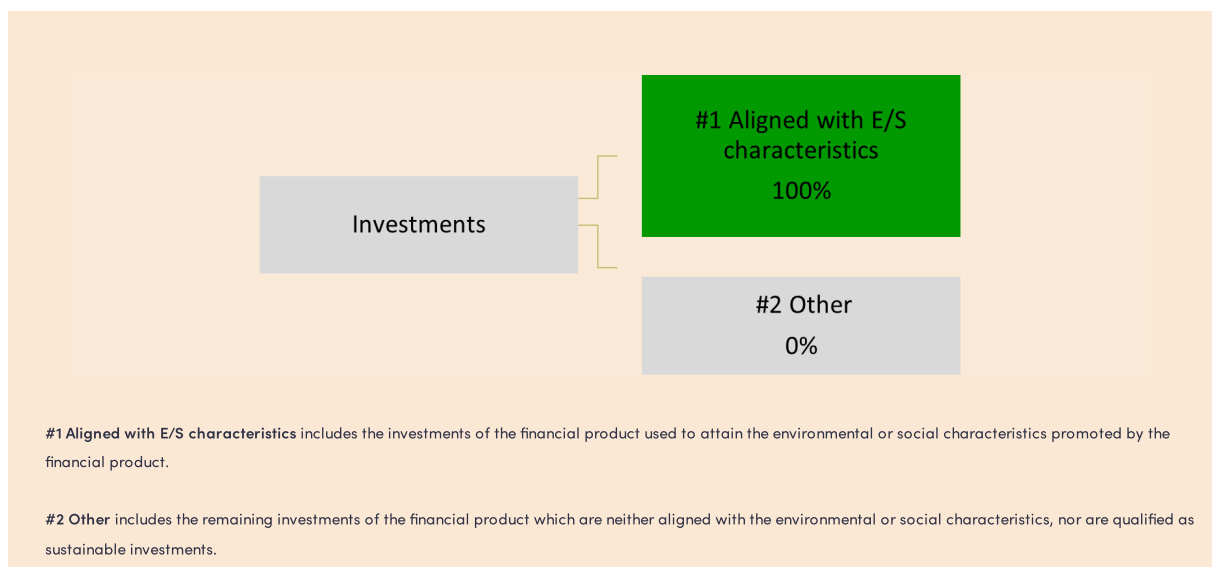 #1 Aligned with E/S
characteristics
100%
Investments
#2 Other
0%
#1 Aligned with E/S characteristics includes the investments of the financial product used to attain the environmental or social characteristics promoted by the
financial product.
#2 Other includes the remaining investments of the financial product which are neither aligned with the environmental or social characteristics, nor are qualified as
sustainable investments.